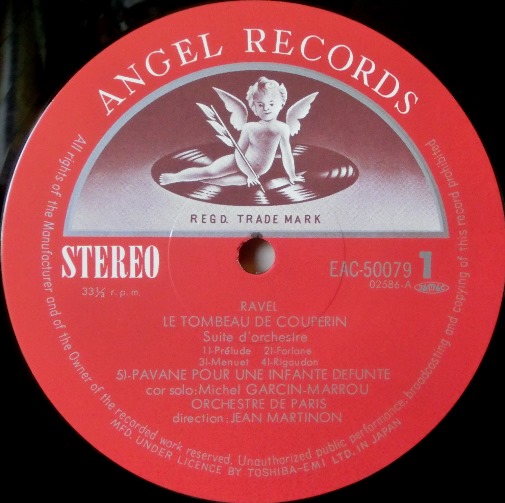 ANGEL RECORDS
REGD. TRADE MARK
STEREO
33⅓ r.p.m.
EAC-50079 1
02586-A
RAVEL
LE TOMBEAU DE COUPERIN
Suite d'orchestre
1)-Prélude 2)-Forlane
3)-Menuet 4)-Rigaudon
5)-PAVANE POUR UNE INFANTE DEFUNTE
cor solo: Michel GARCIN-MARROU
ORCHESTRE DE PARIS
direction: JEAN MARTINON
All rights of the Manufacturer and of the Owner of the recorded work reserved. Unauthorized public performance, broadcasting and copying of this record prohibited
MFD. UNDER LICENCE BY TOSHIBA-EMI LTD. IN JAPAN